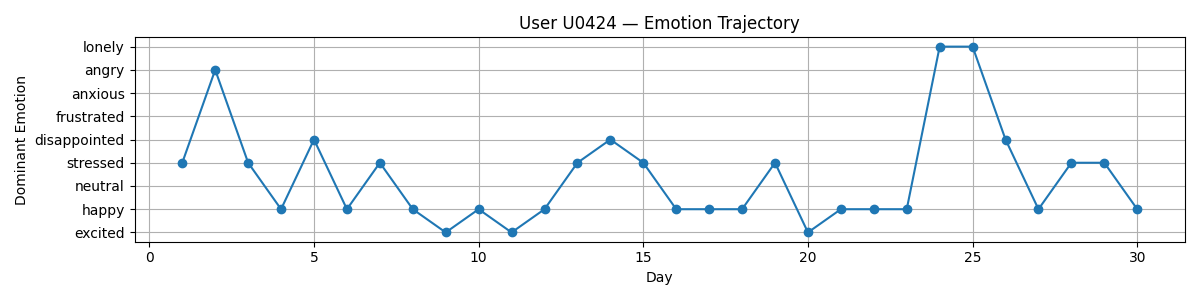 User U0424 — Emotion Trajectory
Dominant Emotion
lonely
angry
anxious
frustrated
disappointed
stressed
neutral
happy
excited
0 5 10 15 20 25 30
Day